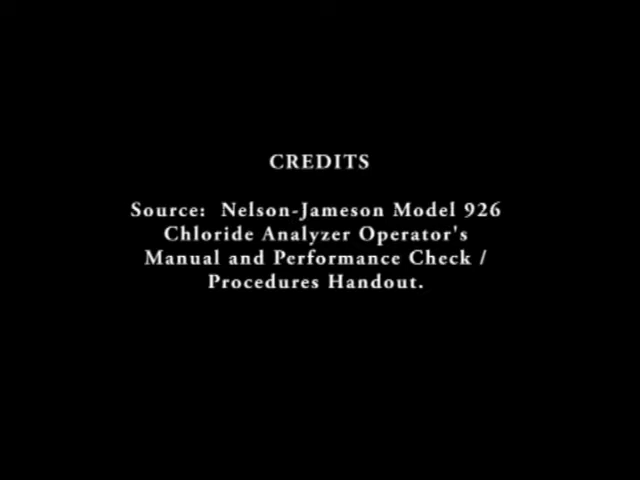 CREDITS
Source:  Nelson-Jameson Model 926
Chloride Analyzer Operator's
Manual and Performance Check /
Procedures Handout.